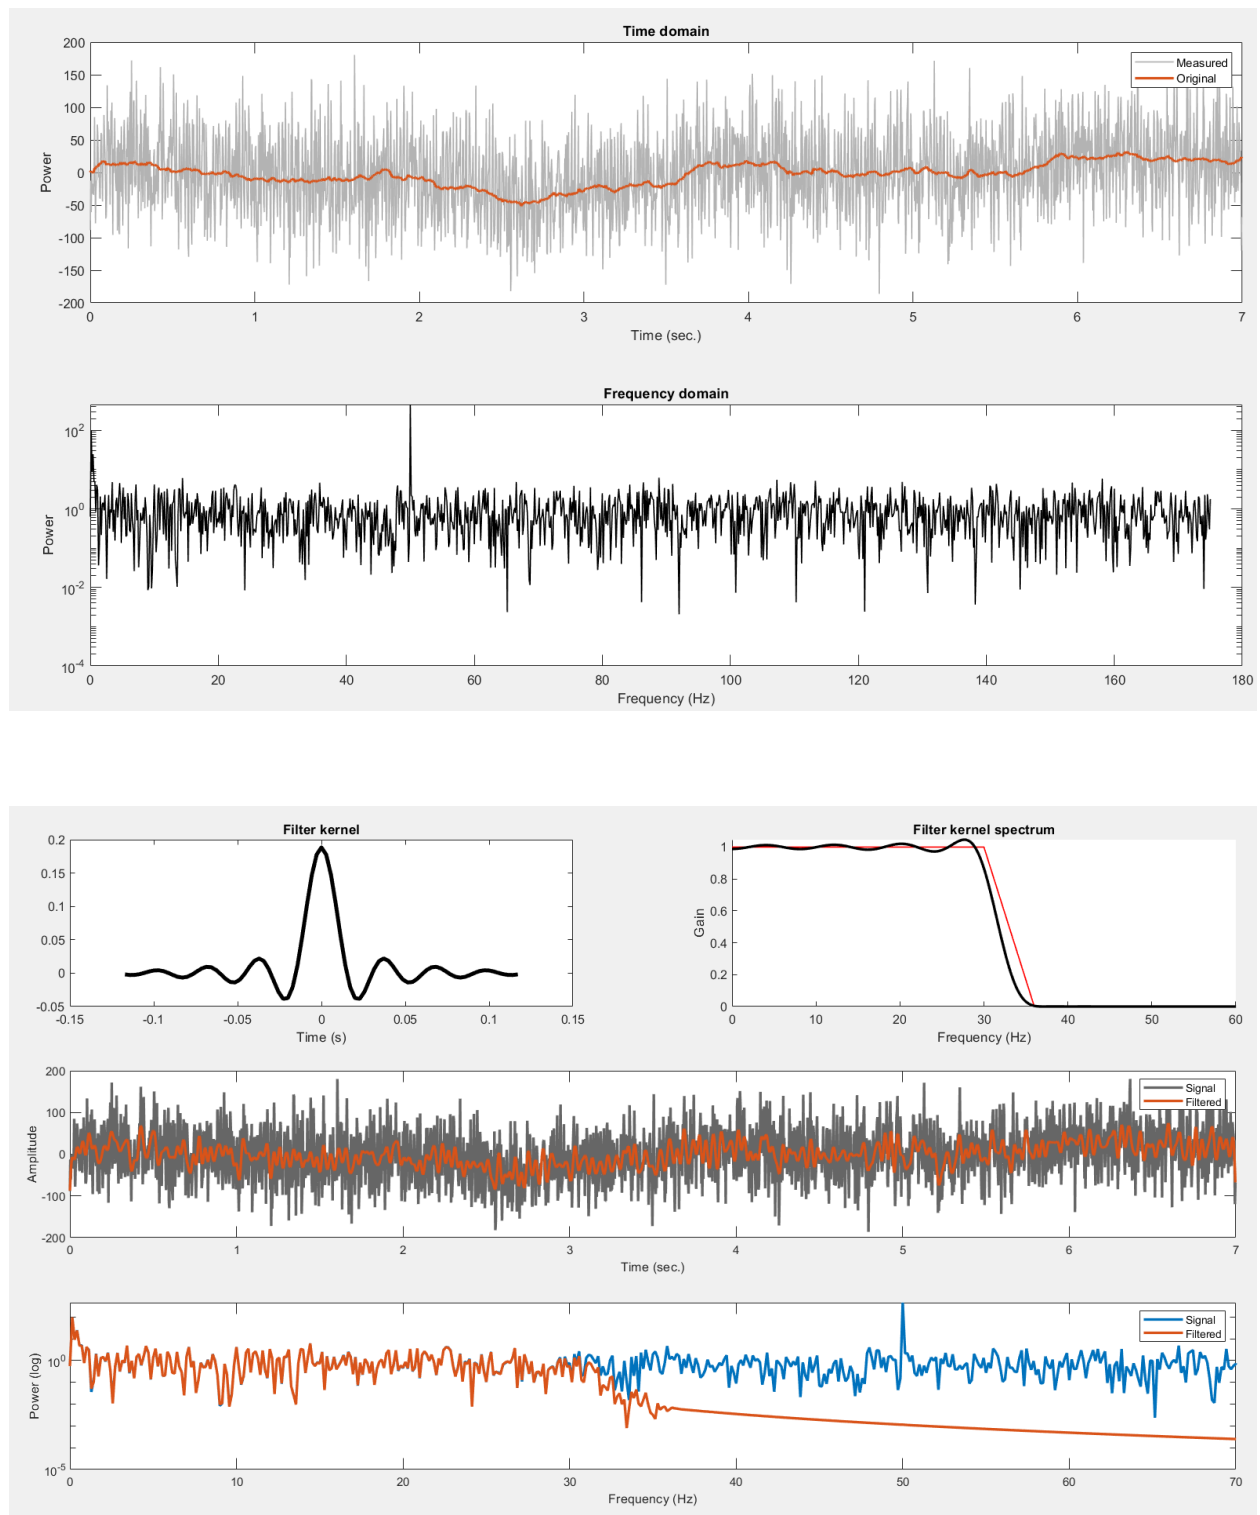 Time domain
200
150
100
50
0
-50
-100
-150
-200
Power
Measured
Original
0 1 2 3 4 5 6 7
Time (sec.)
Frequency domain
10^2
10^0
10^-2
10^-4
Power
0 20 40 60 80 100 120 140 160 180
Frequency (Hz)
Filter kernel
0.2
0.15
0.1
0.05
0
-0.05
-0.15 -0.1 -0.05 0 0.05 0.1 0.15
Time (s)
Filter kernel spectrum
1
0.8
0.6
0.4
0.2
0
Gain
0 10 20 30 40 50 60
Frequency (Hz)
200
100
0
-100
-200
Amplitude
Signal
Filtered
0 1 2 3 4 5 6 7
Time (sec.)
10^0
10^-5
Power (log)
Signal
Filtered
0 10 20 30 40 50 60 70
Frequency (Hz)